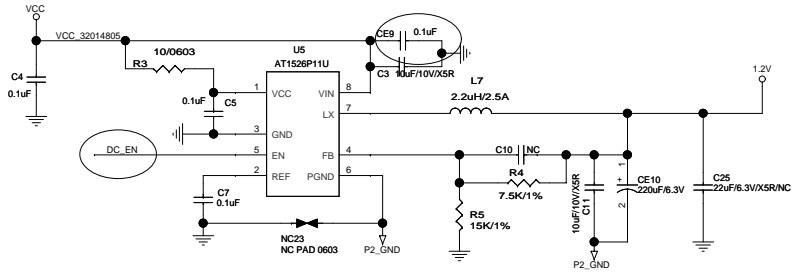 VCC
VCC_32014805
CE9
0.1uF
10/0603
R3
U5
AT1526P11U
C3
10uF/10V/X5R
L7
2.2uH/2.5A
1.2V
C4
0.1uF
0.1uF
C5
1
VCC
VIN
8
LX
7
3
GND
DC_EN
5
EN
FB
4
C10
NC
2
REF
PGND
6
R4
7.5K/1%
C7
0.1uF
R5
15K/1%
10uF/10V/X5R
C11
1
+
CE10
220uF/6.3V
2
C25
22uF/6.3V/X5R/NC
NC23
NC PAD 0603
P2_GND
P2_GND